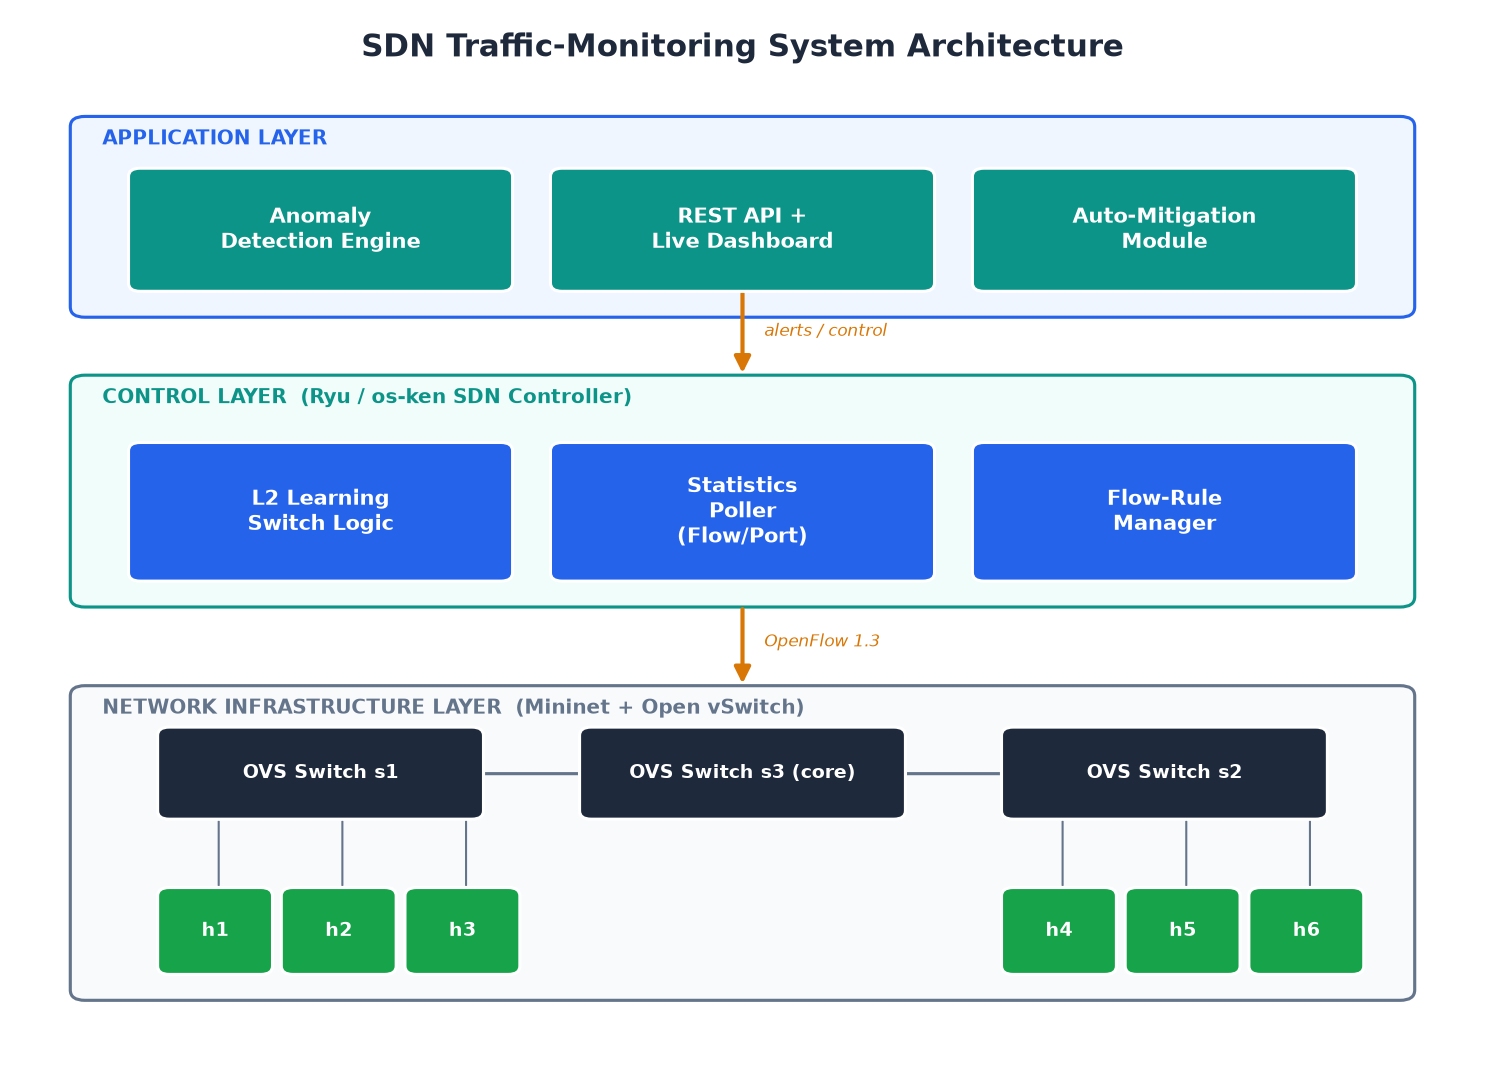 SDN Traffic-Monitoring System Architecture
APPLICATION LAYER
Anomaly
Detection Engine
REST API +
Live Dashboard
Auto-Mitigation
Module
alerts / control
CONTROL LAYER  (Ryu / os-ken SDN Controller)
L2 Learning
Switch Logic
Statistics
Poller
(Flow/Port)
Flow-Rule
Manager
OpenFlow 1.3
NETWORK INFRASTRUCTURE LAYER  (Mininet + Open vSwitch)
OVS Switch s1
OVS Switch s3 (core)
OVS Switch s2
h1
h2
h3
h4
h5
h6